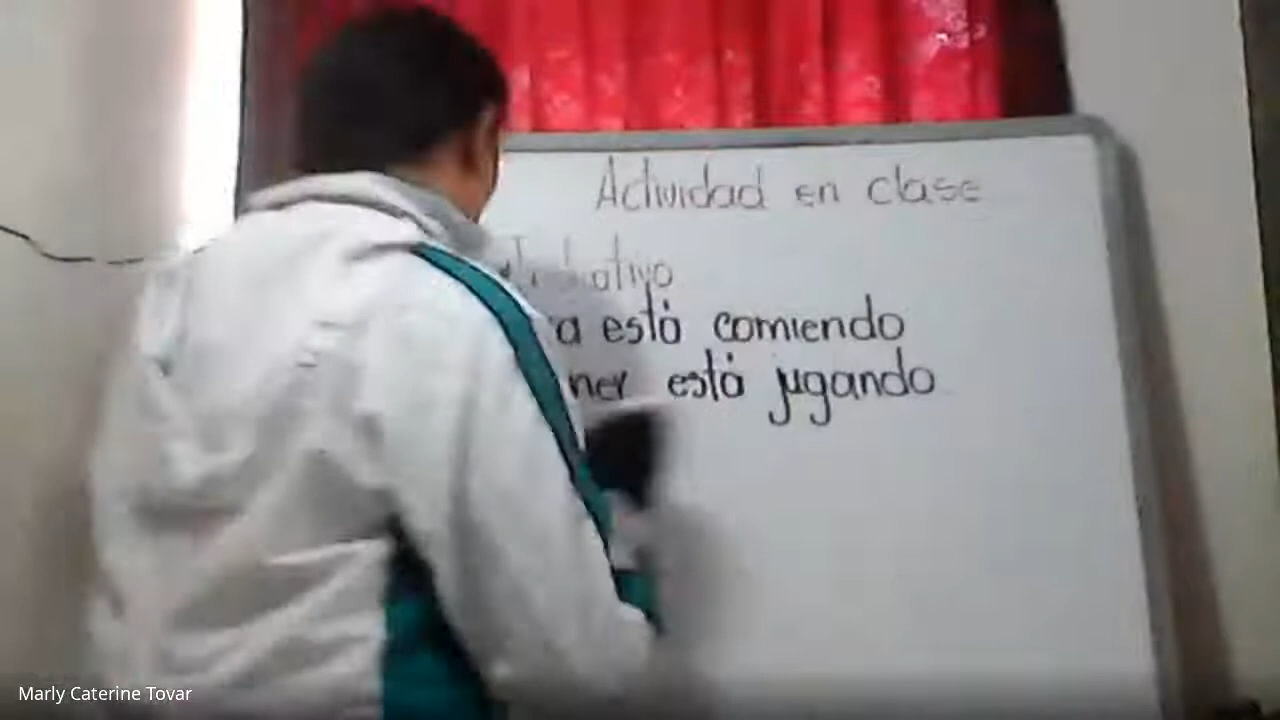 Actividad en clase
está comiendo
está jugando
Marly Caterine Tovar